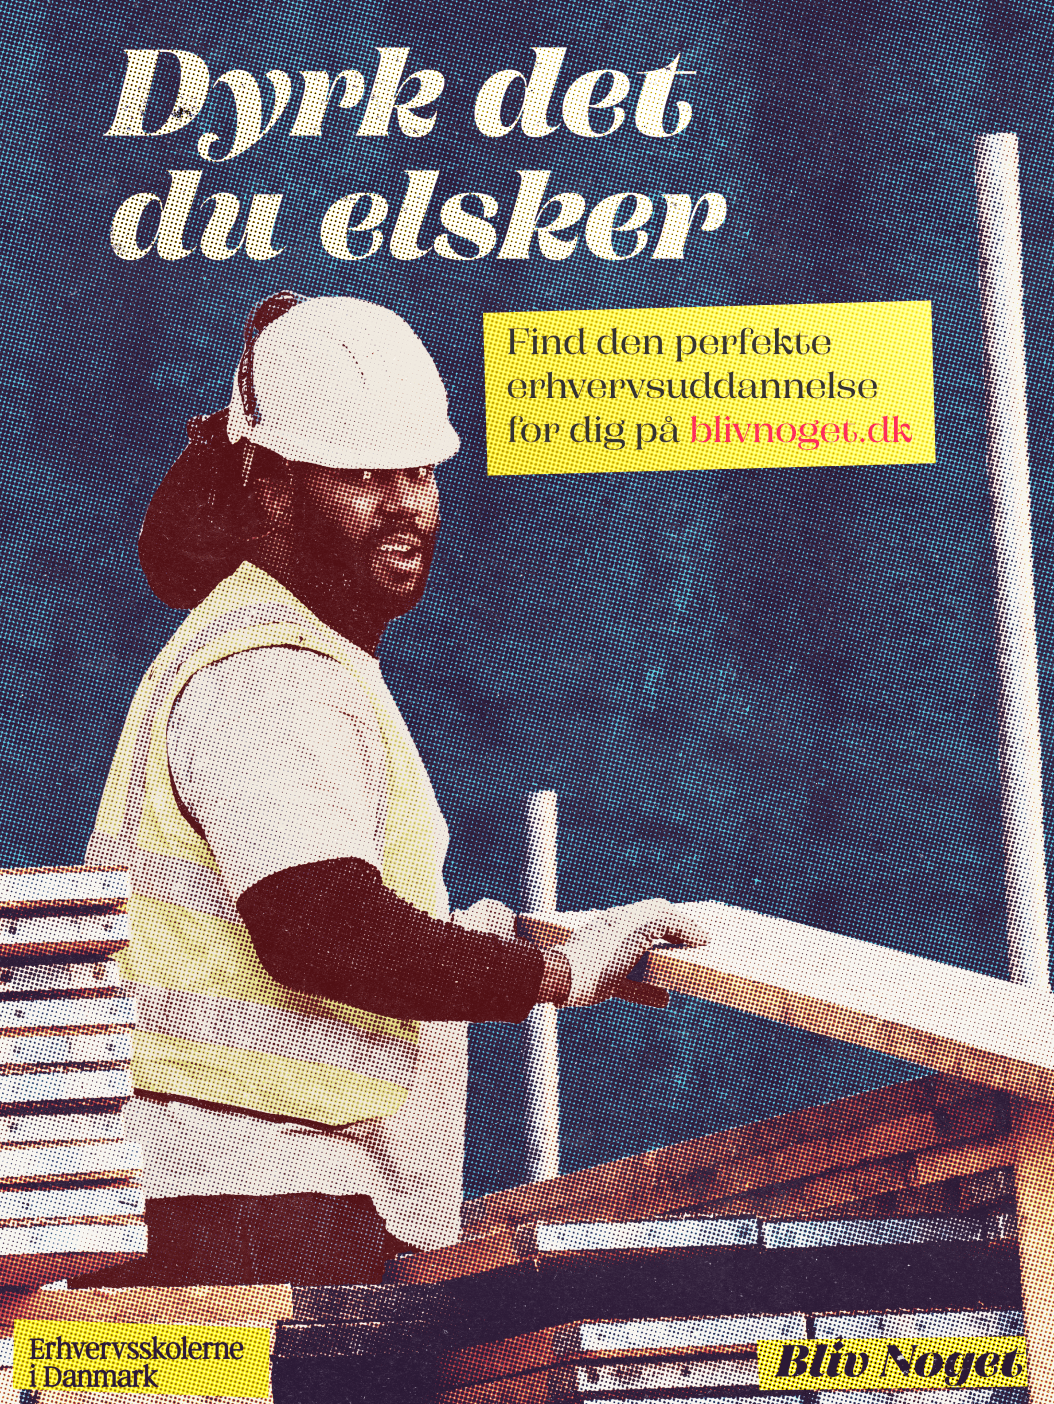 Dyrk det
du elsker
Find den perfekte
erhvervsuddannelse
for dig på blivnoget.dk
Erhvervsskolerne
i Danmark
Bliv Noget